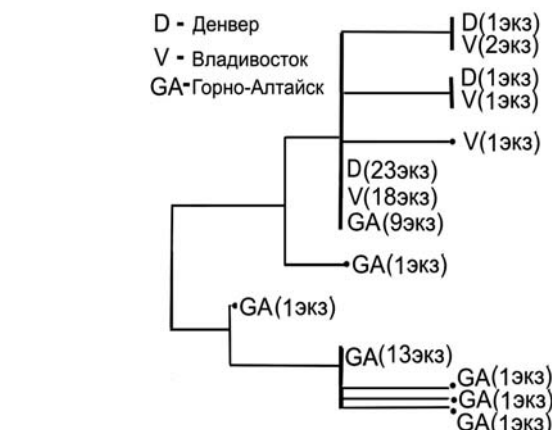 D - Денвер
V - Владивосток
GA-Горно-Алтайск
D(1экз)
V(2экз)
D(1экз)
V(1экз)
V(1экз)
D(23экз)
V(18экз)
GA(9экз)
GA(1экз)
GA(1экз)
GA(13экз)
GA(1экз)
GA(1экз)
GA(1экз)